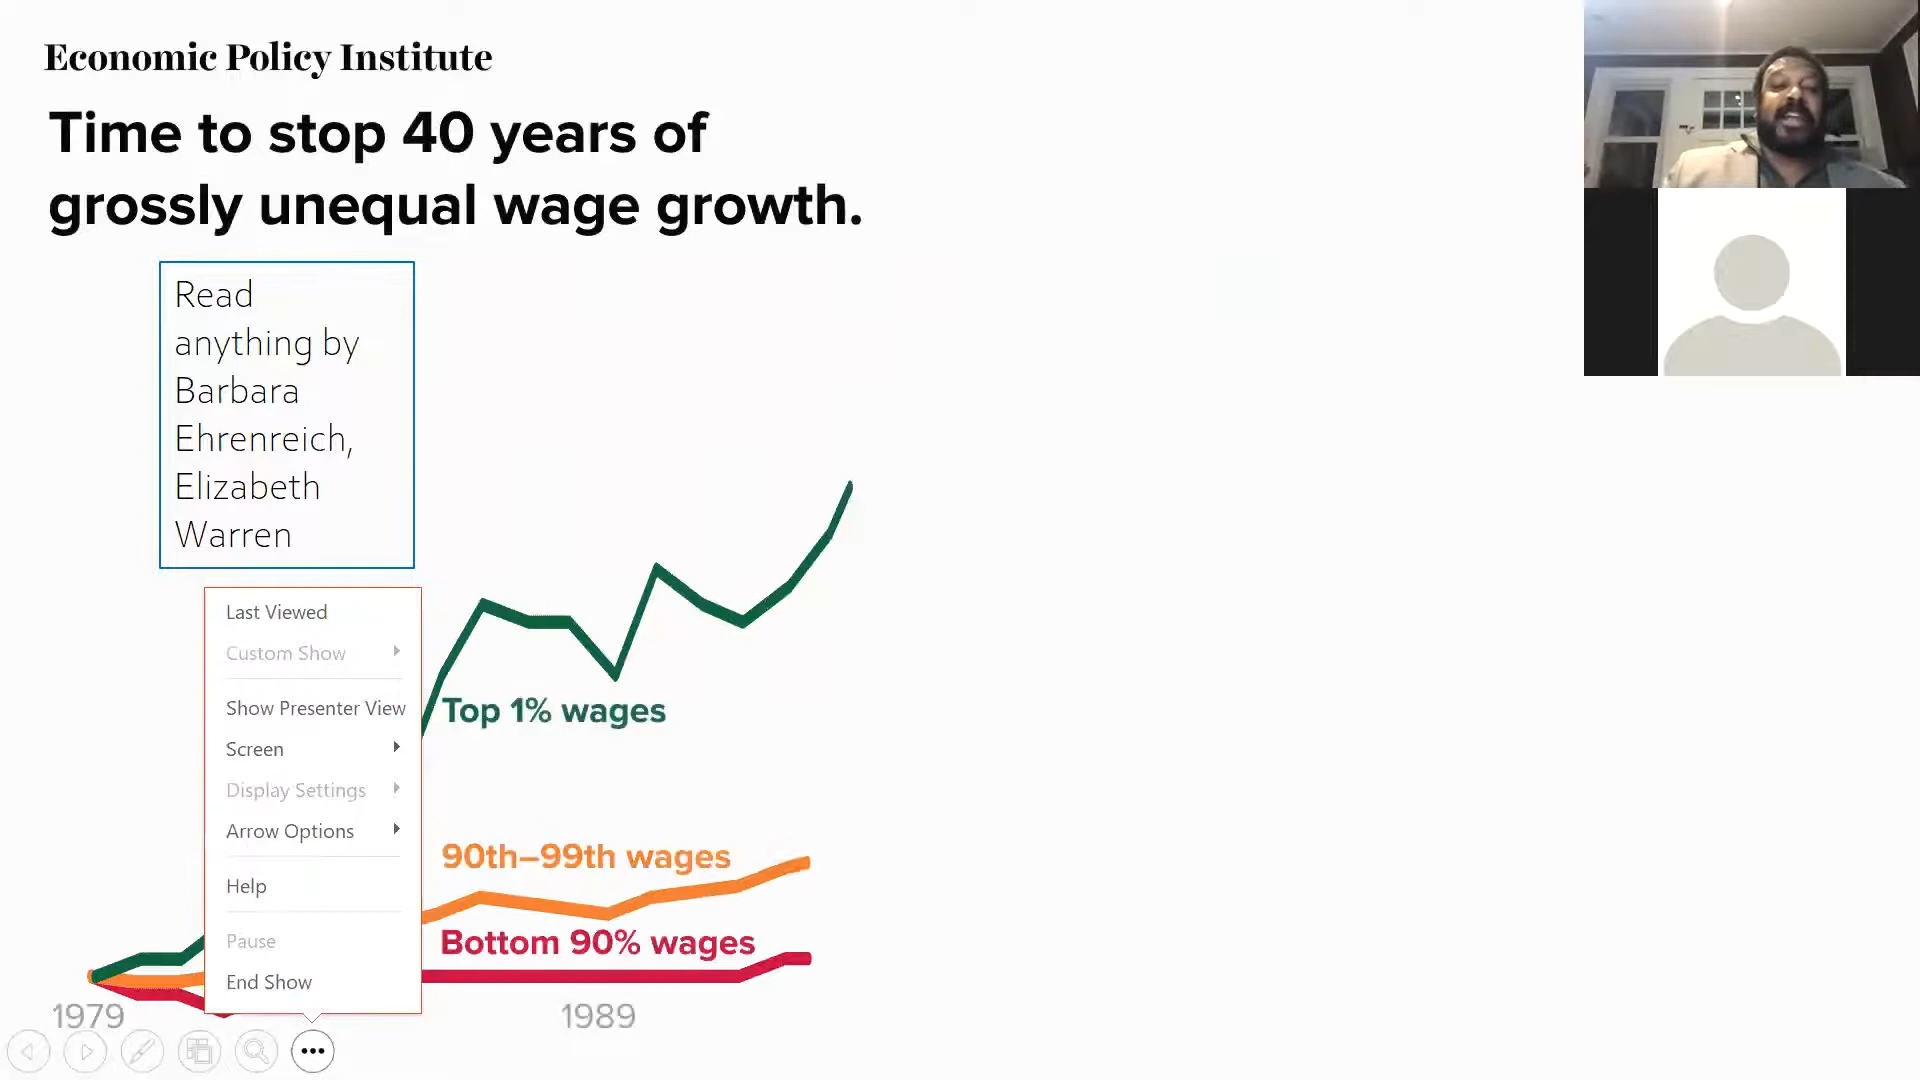 Economic Policy Institute
Time to stop 40 years of
grossly unequal wage growth.
Read
anything by
Barbara
Ehrenreich,
Elizabeth
Warren
Last Viewed
Custom Show
Show Presenter View
Screen
Display Settings
Arrow Options
Help
Pause
End Show
Top 1% wages
90th–99th wages
Bottom 90% wages
1979
1989